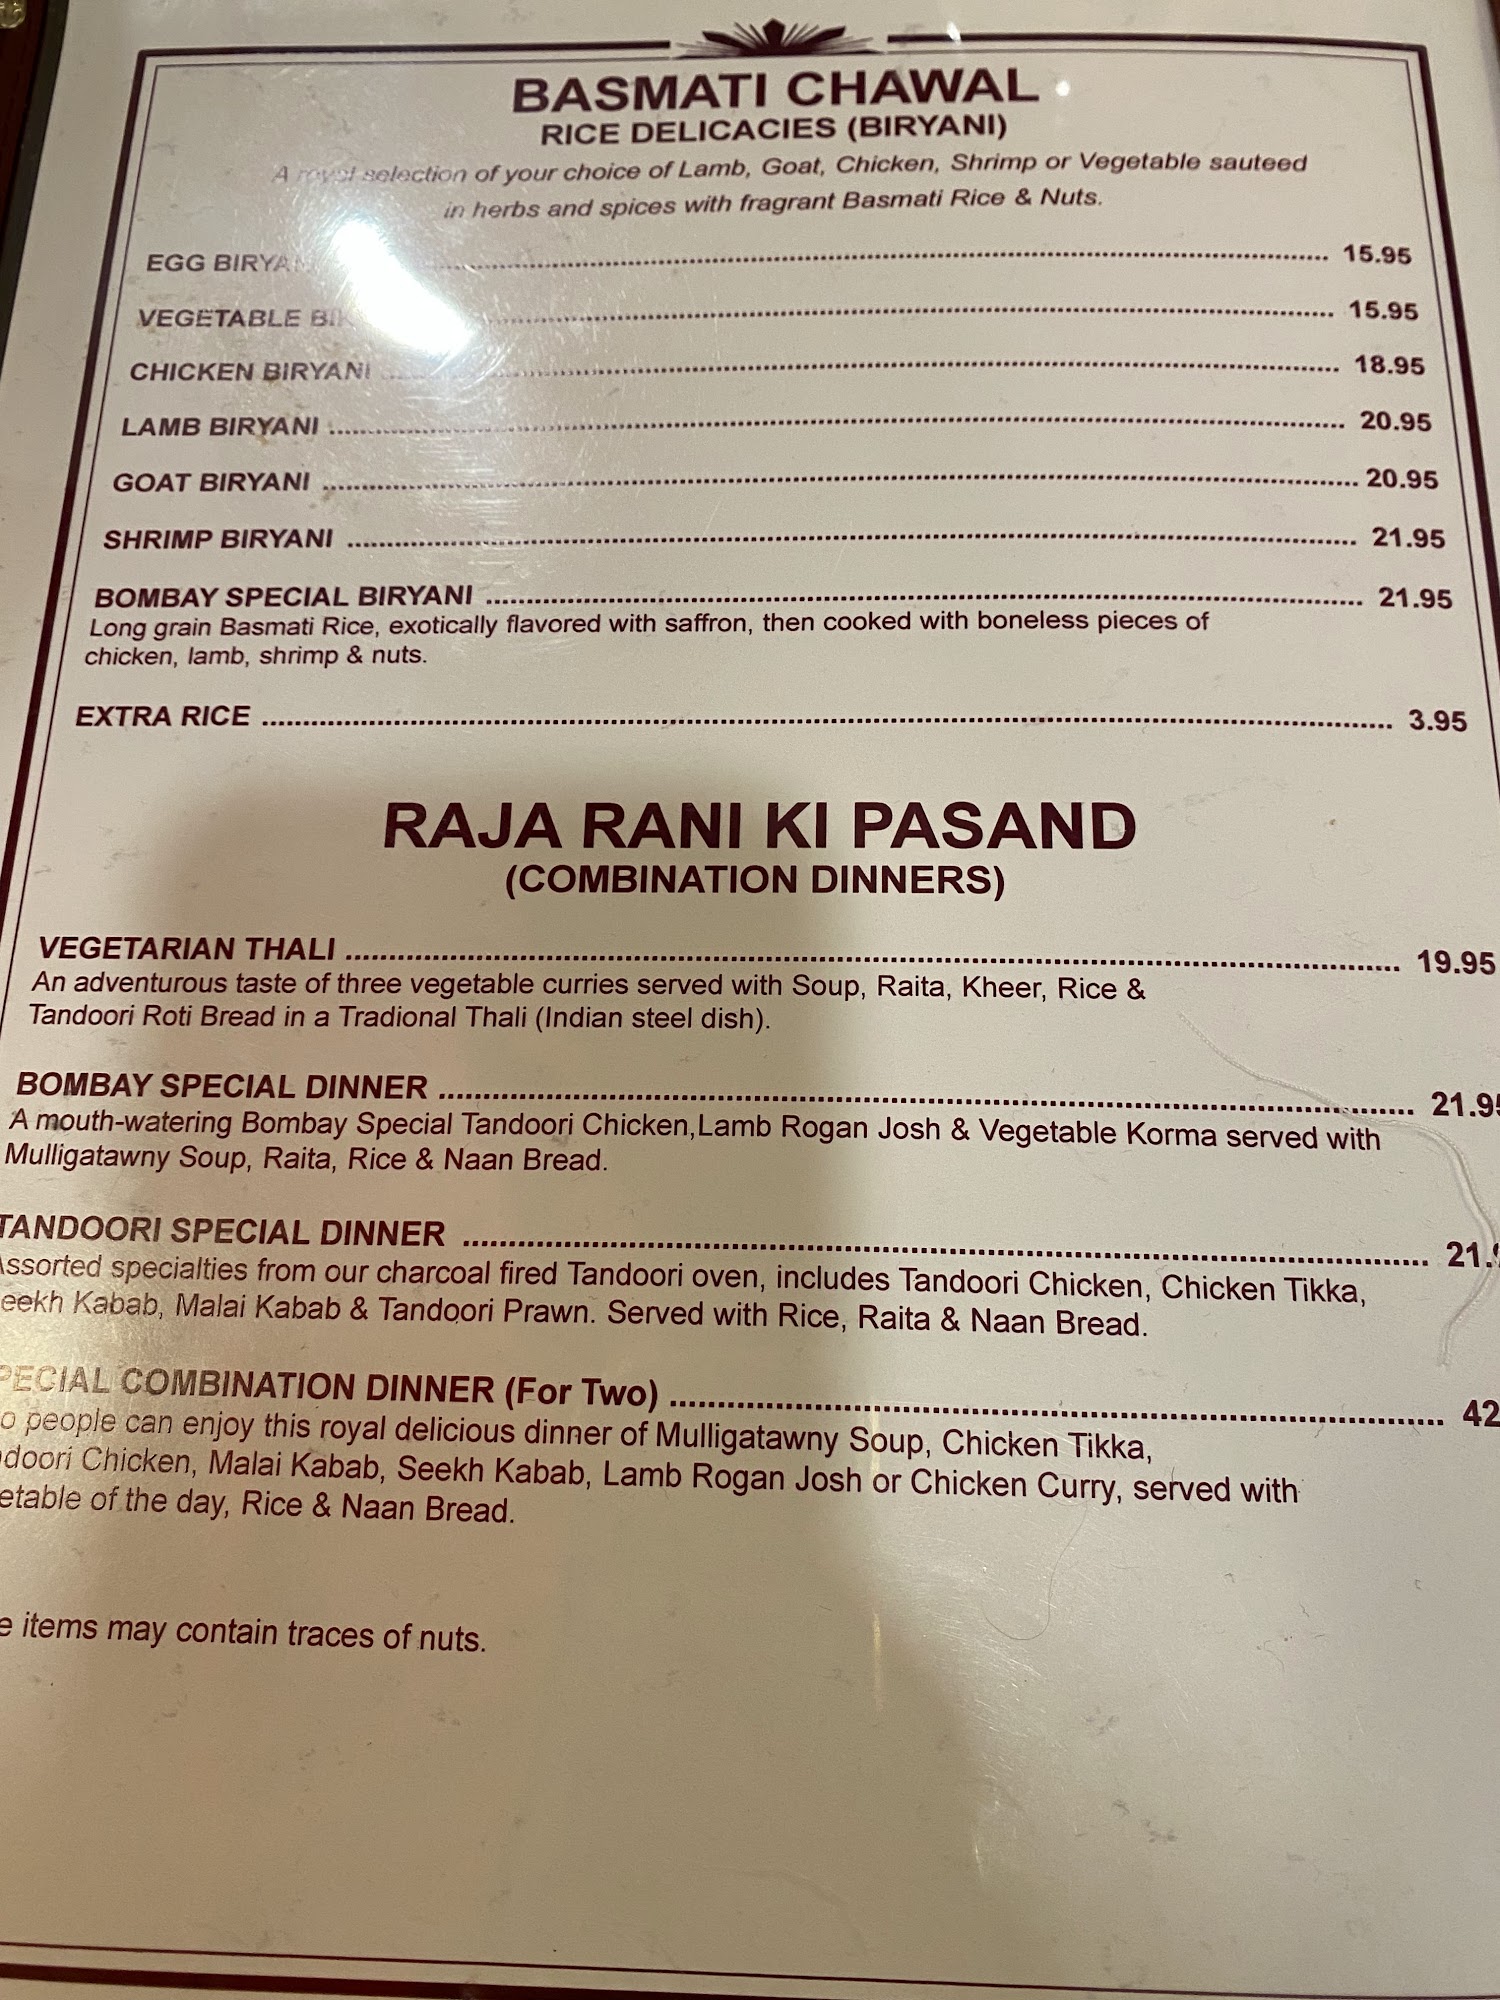 BASMATI CHAWAL
RICE DELICACIES (BIRYANI)
A royal selection of your choice of Lamb, Goat, Chicken, Shrimp or Vegetable sauteed
in herbs and spices with fragrant Basmati Rice & Nuts.
EGG ................ 15.95
VEGETABLE ................ 15.95
CHICKEN BIRYANI ................ 18.95
LAMB BIRYANI ................ 20.95
GOAT BIRYANI ................ 20.95
SHRIMP BIRYANI ................ 21.95
BOMBAY SPECIAL BIRYANI ................ 21.95
Long grain Basmati Rice, exotically flavored with saffron, then cooked with boneless pieces of
chicken, lamb, shrimp & nuts.
EXTRA RICE ................ 3.95
RAJA RANI KI PASAND
(COMBINATION DINNERS)
VEGETARIAN THALI ................ 19.95
An adventurous taste of three vegetable curries served with Soup, Raita, Kheer, Rice &
Tandoori Roti Bread in a Tradional Thali (Indian steel dish).
BOMBAY SPECIAL DINNER ................ 21.95
A mouth-watering Bombay Special Tandoori Chicken,Lamb Rogan Josh & Vegetable Korma served with
Mulligatawny Soup, Raita, Rice & Naan Bread.
TANDOORI SPECIAL DINNER ................ 21.
Assorted specialties from our charcoal fired Tandoori oven, includes Tandoori Chicken, Chicken Tikka,
Kabab, Malai Kabab & Tandoori Prawn. Served with Rice, Raita & Naan Bread.
COMBINATION DINNER (For Two) ................ 42
people can enjoy this royal delicious dinner of Mulligatawny Soup, Chicken Tikka,
Chicken, Malai Kabab, Seekh Kabab, Lamb Rogan Josh or Chicken Curry, served with
of the day, Rice & Naan Bread.
items may contain traces of nuts.